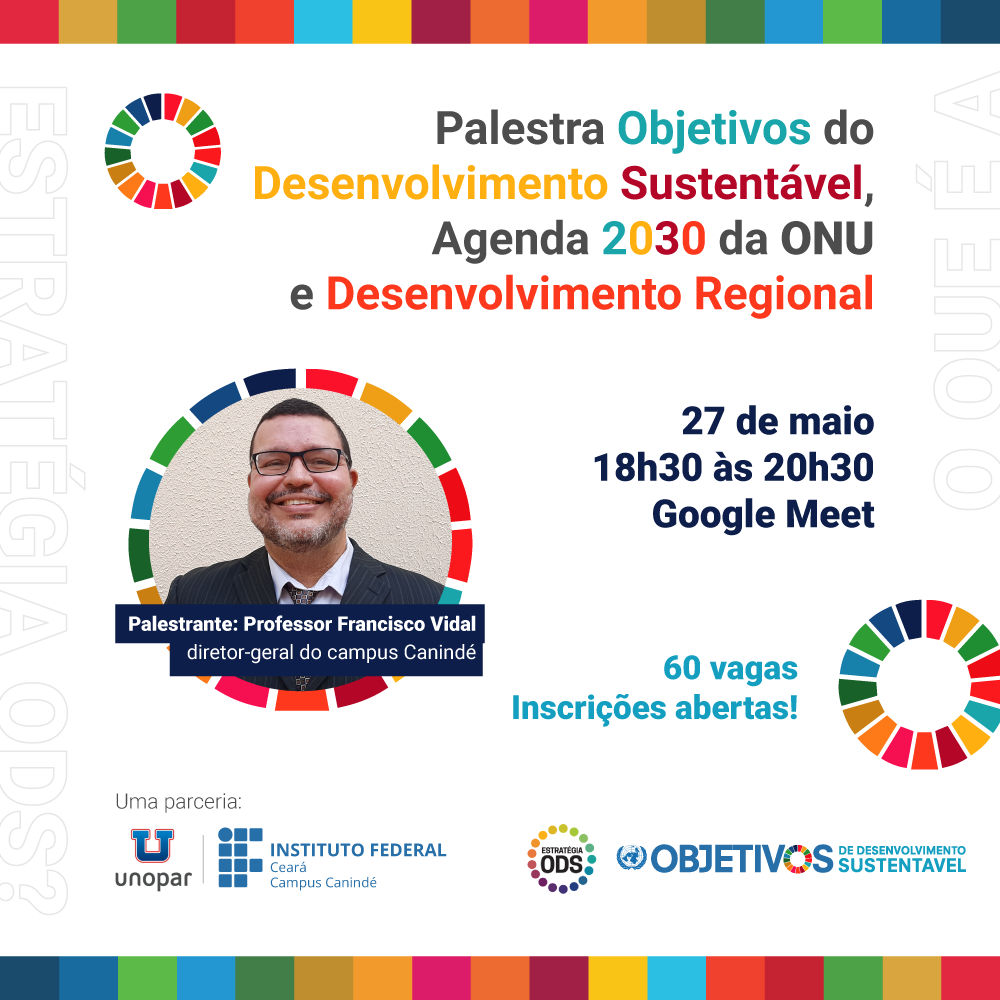 Palestra Objetivos do
Desenvolvimento Sustentável,
Agenda 2030 da ONU
e Desenvolvimento Regional
27 de maio
18h30 às 20h30
Google Meet
Palestrante: Professor Francisco Vidal
diretor-geral do campus Canindé
60 vagas
Inscrições abertas!
Uma parceria:
unopar
INSTITUTO FEDERAL
Ceará
Campus Canindé
ESTRATÉGIA
ODS
OBJETIVOS
DE DESENVOLVIMENTO
SUSTENTAVEL
O QUE É A
ESTRATÉGIA ODS?